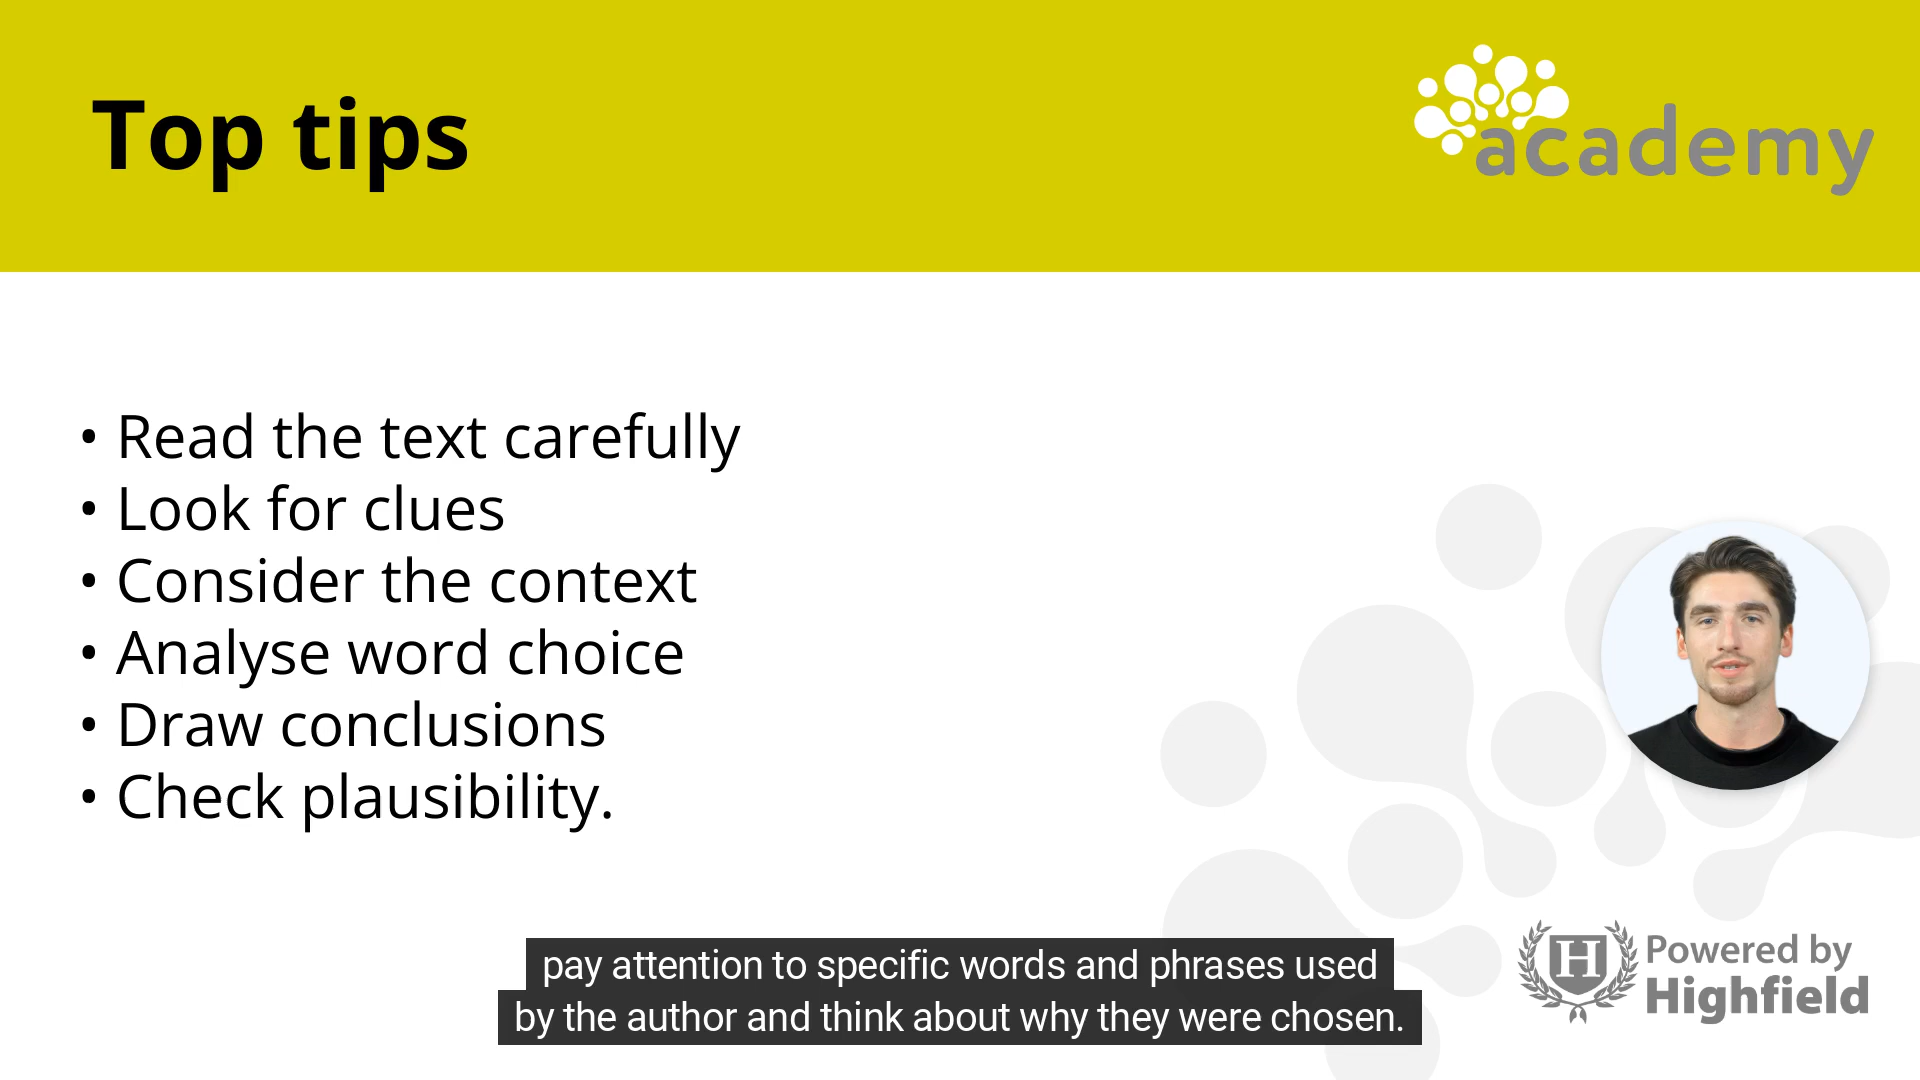 Top tips
academy
• Read the text carefully
• Look for clues
• Consider the context
• Analyse word choice
• Draw conclusions
• Check plausibility.
pay attention to specific words and phrases used
by the author and think about why they were chosen.
H
Powered by
Highfield